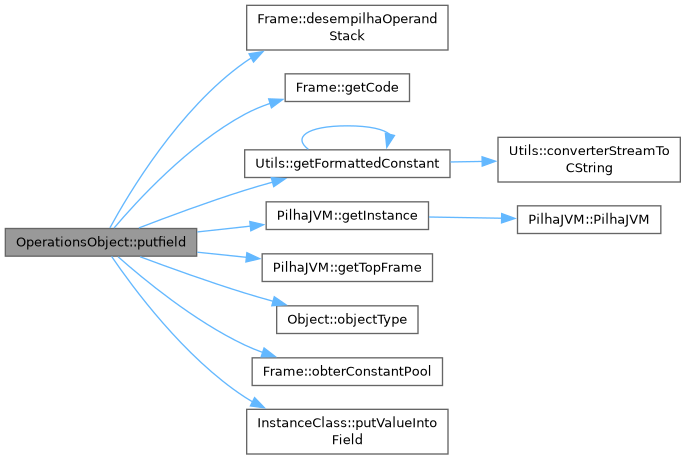 Frame::desempilhaOperand
Stack
Frame::getCode
Utils::getFormattedConstant
Utils::converterStreamTo
CString
PilhaJVM::getInstance
PilhaJVM::PilhaJVM
OperationsObject::putfield
PilhaJVM::getTopFrame
Object::objectType
Frame::obterConstantPool
InstanceClass::putValueInto
Field